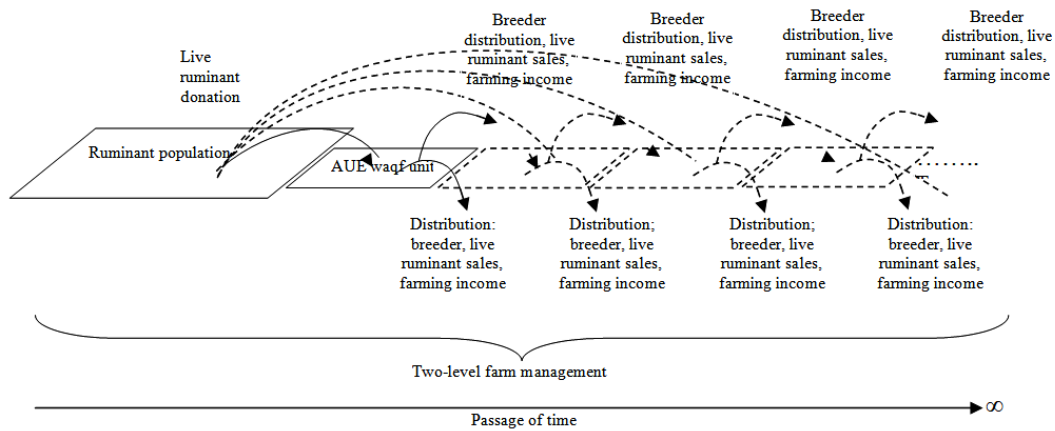 Live
ruminant
donation
Breeder
distribution, live
ruminant sales,
farming income
Breeder
distribution, live
ruminant sales,
farming income
Breeder
distribution, live
ruminant sales,
farming income
Breeder
distribution, live
ruminant sales,
farming income
Ruminant population
AUE waqf unit
........
Distribution:
breeder, live
ruminant sales,
farming income
Distribution;
breeder, live
ruminant sales,
farming income
Distribution;
breeder, live
ruminant sales,
farming income
Distribution:
breeder, live
ruminant sales,
farming income
Two-level farm management
∞
Passage of time